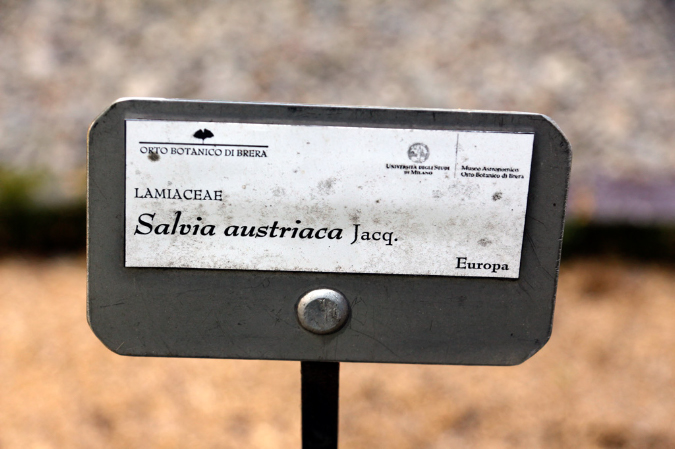 ORTO BOTANICO DI BRERA
UNIVERSITÀ DEGLI STUDI
DI MILANO
Museo Astronomico
Orto Botanico di Brera
LAMIACEAE
Salvia austriaca Jacq.
Europa